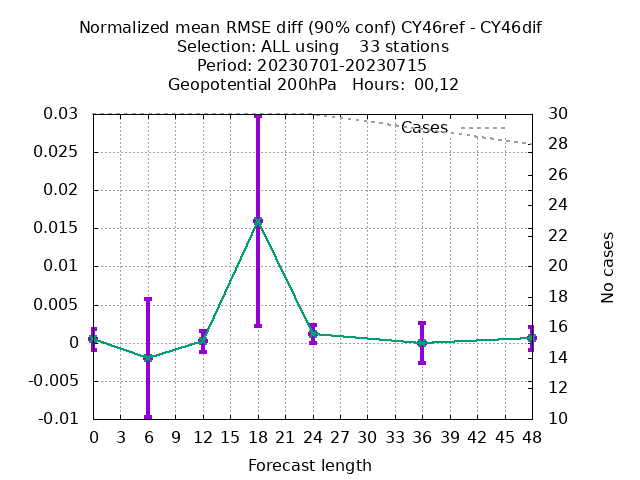 Normalized mean RMSE diff (90% conf) CY46ref - CY46dif
Selection: ALL using    33 stations
Period: 20230701-20230715
Geopotential 200hPa   Hours:  00,12
Cases
0.03
0.025
0.02
0.015
0.01
0.005
0
-0.005
-0.01
30
28
26
24
22
20
18
16
14
12
10
No cases
0 3 6 9 12 15 18 21 24 27 30 33 36 39 42 45 48
Forecast length